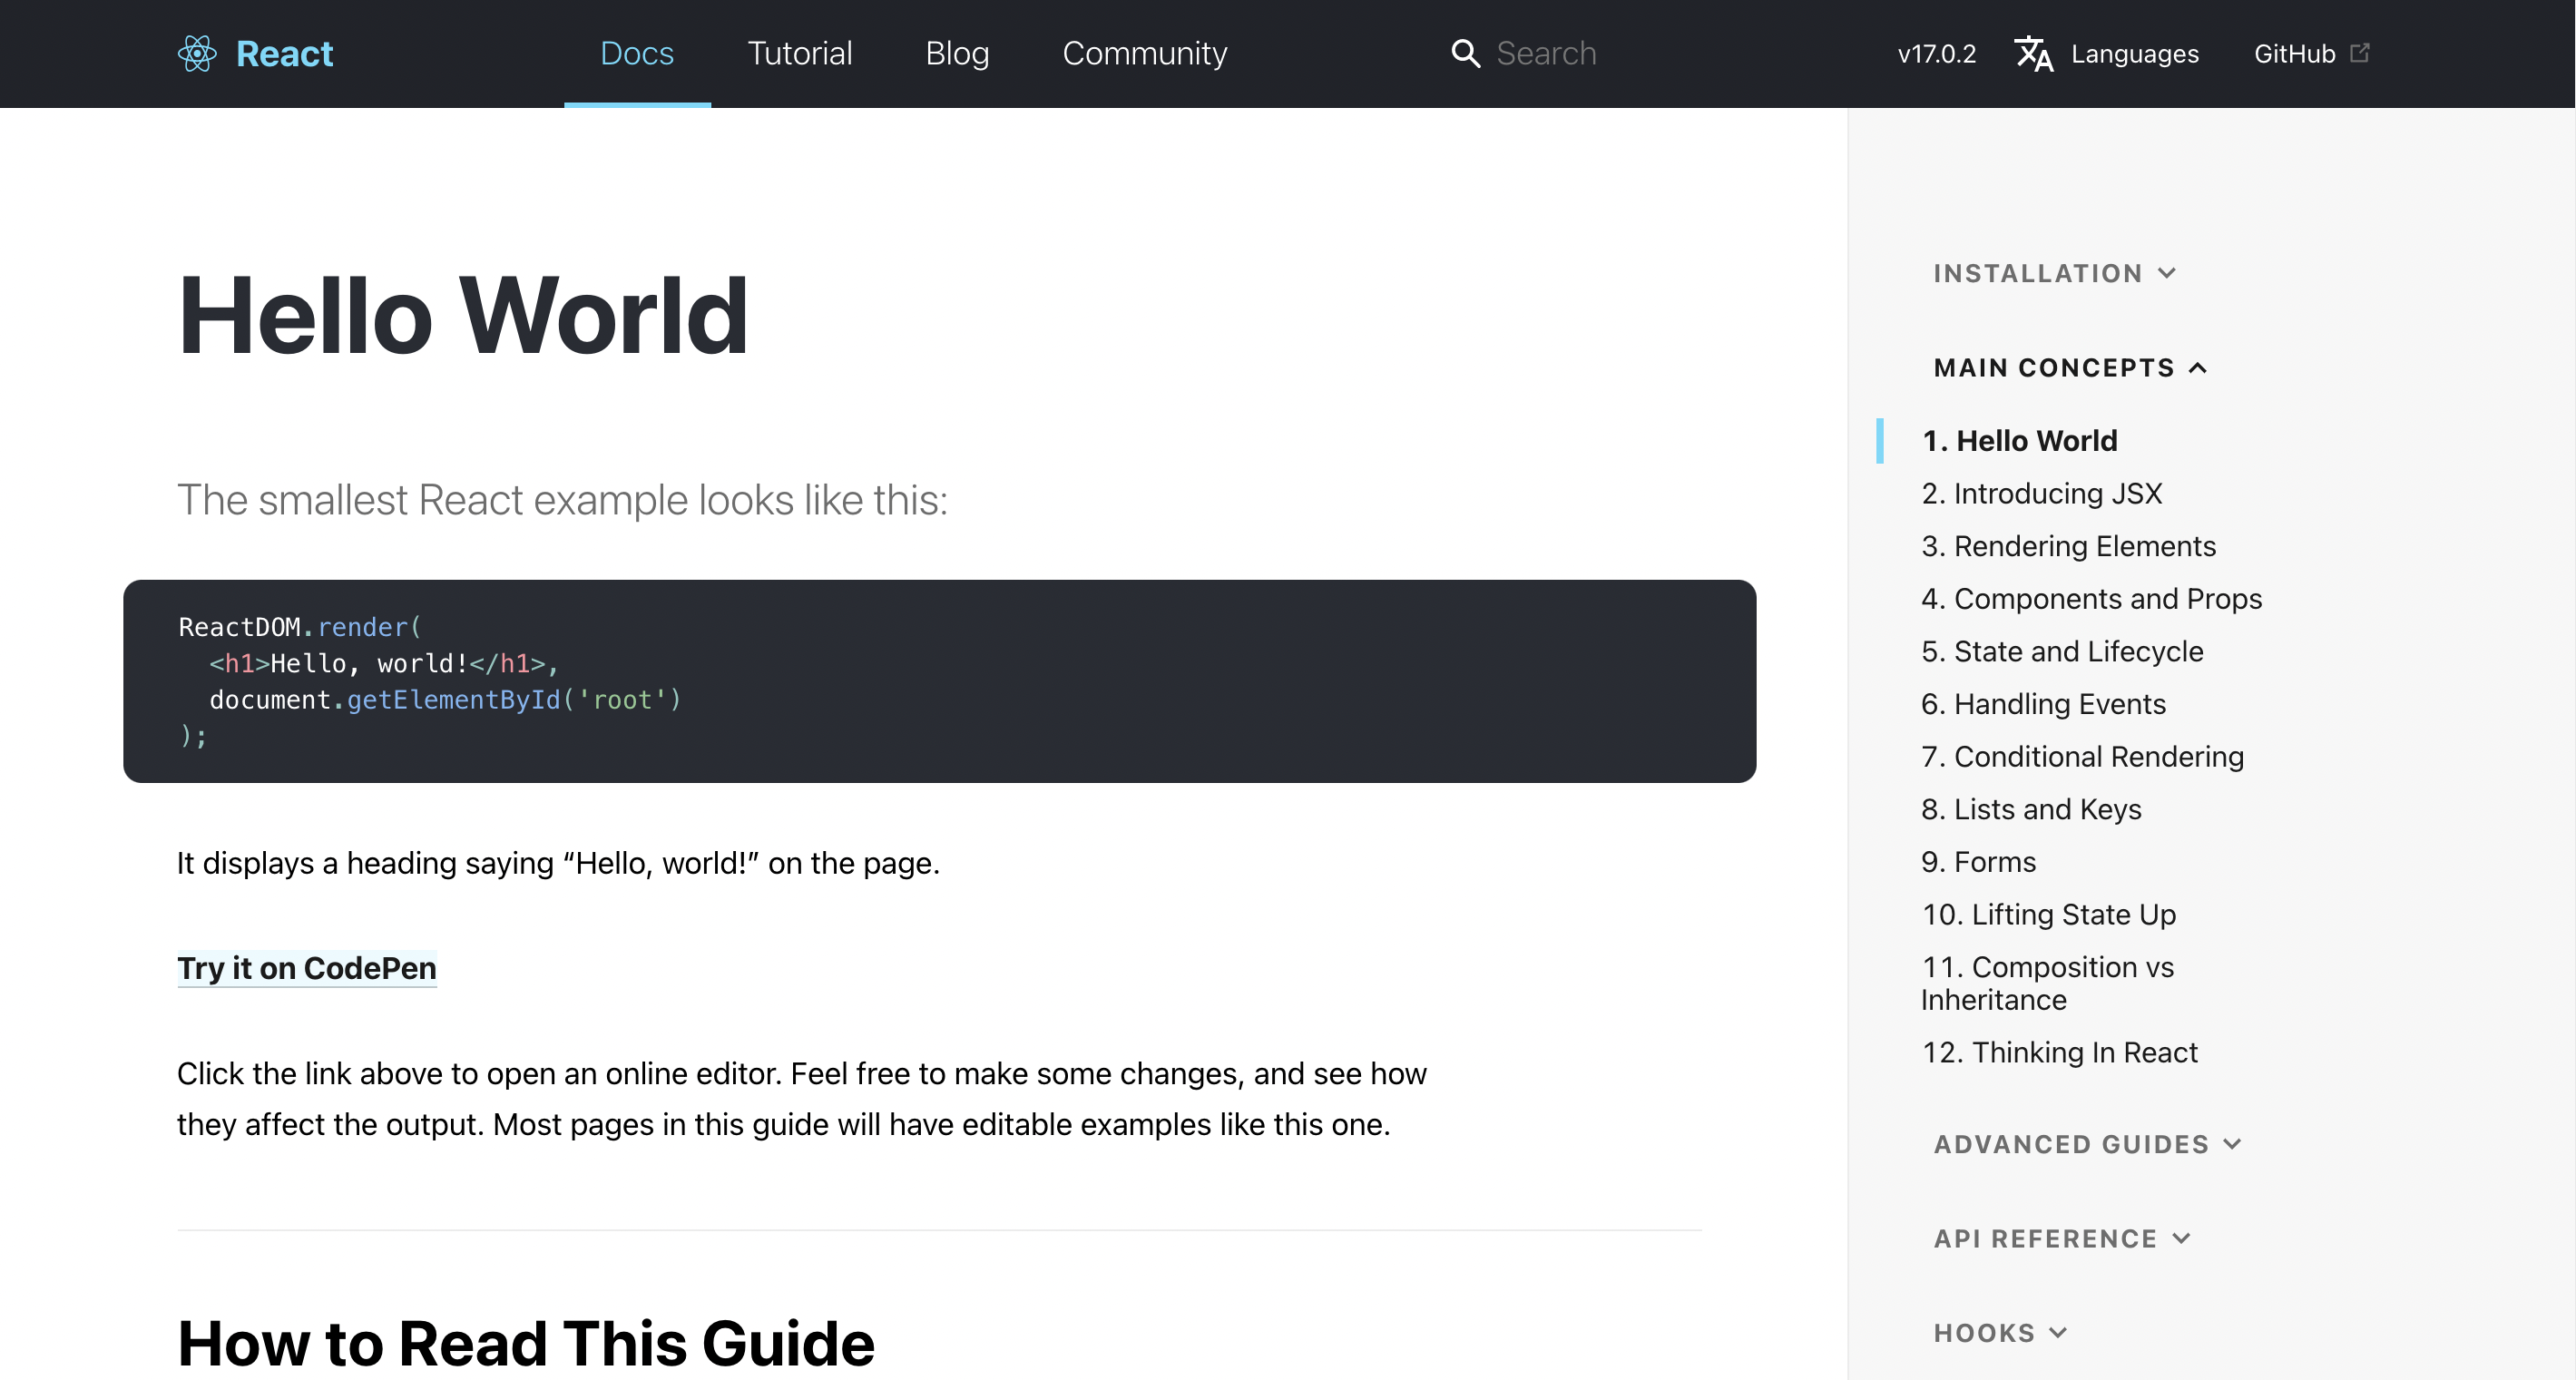 React
Docs
Tutorial
Blog
Community
Search
v17.0.2
Languages
GitHub
Hello World
The smallest React example looks like this:
ReactDOM.render(
  <h1>Hello, world!</h1>,
  document.getElementById('root')
);
It displays a heading saying “Hello, world!” on the page.
Try it on CodePen
Click the link above to open an online editor. Feel free to make some changes, and see how
they affect the output. Most pages in this guide will have editable examples like this one.
How to Read This Guide
INSTALLATION
MAIN CONCEPTS
1. Hello World
2. Introducing JSX
3. Rendering Elements
4. Components and Props
5. State and Lifecycle
6. Handling Events
7. Conditional Rendering
8. Lists and Keys
9. Forms
10. Lifting State Up
11. Composition vs
Inheritance
12. Thinking In React
ADVANCED GUIDES
API REFERENCE
HOOKS